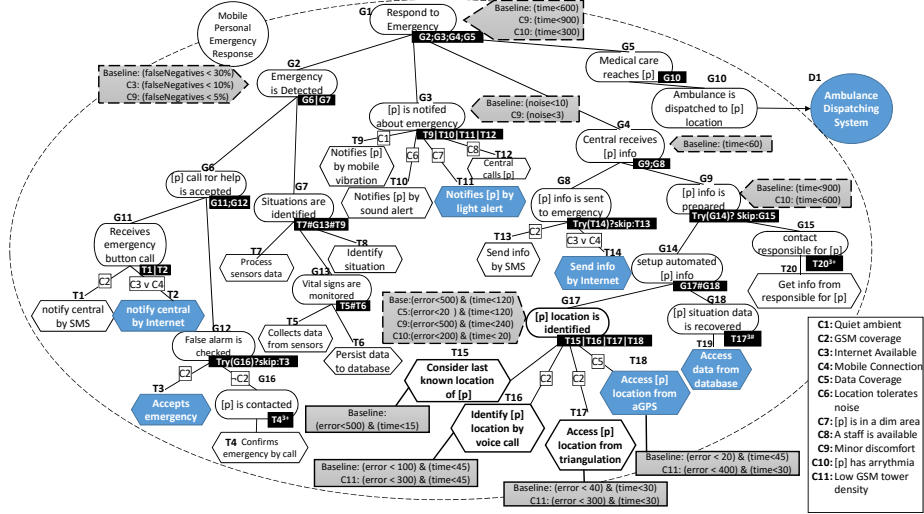 Mobile
Personal
Emergency
Response
G1
Respond to
Emergency
G2;G3;G4;G5
Baseline: (time<600)
C9: (time<900)
C10: (time<300)
G2
Emergency
is Detected
G6|G7
Baseline: (falseNegatives < 30%)
C3: (falseNegatives < 10%)
C9: (falseNegatives < 5%)
G5
Medical care
reaches [p]
G10
G10
Ambulance is
dispatched to [p]
location
D1
Ambulance
Dispatching
System
G3
[p] is notifed
about emergency
T9|T10|T11|T12
Baseline: (noise<10)
C9: (noise<3)
G4
Central receives
[p] info
G9;G8
Baseline: (time<60)
C1
C6
C7
C8
T9
Notifies [p]
by mobile
vibration
T10
Notifies [p] by
sound alert
T11
Notifies [p] by
light alert
T12
Central
calls [p]
G6
[p] call for help
is accepted
G11;G12
G7
Situations are
identified
T7#G13#T9
G8
[p] info is sent
to emergency
Try(T14)?skip:T13
G9
[p] info is
prepared
Try(G14)? Skip:G15
Baseline: (time<900)
C10: (time<600)
G11
Receives
emergency
button call
T1|T2
C2
C3 v C4
T1
notify central
by SMS
T2
notify central
by Internet
T7
Process
sensors data
T8
Identify
situation
G13
Vital signs are
monitored
T5#T6
T5
Collects data
from sensors
T6
Persist data
to database
C2
C3 v C4
T13
Send info
by SMS
T14
Send info
by Internet
G14
setup automated
[p] info
G17#G18
G15
contact
responsible for [p]
T20³⁺
T20
Get info from
responsible for [p]
G12
False alarm is
checked
Try(G16)?skip:T3
C2
~C2
T3
Accepts
emergency
G16
[p] is contacted
T4³⁺
T4 Confirms
emergency by call
Base:(error<500) & (time<120)
C5:(error<20 ) & (time<120)
C9:(error<500) & (time<240)
C10:(error<200) & (time< 20)
G17
[p] location
is identified
T15|T16|T17|T18
G18
[p] situation data
is recovered
T17³#
T19
Access
data from
database
C2
C2
C5
T15
Consider last
known location
of [p]
T16
Identify [p]
location by
voice call
T17
Access [p]
location from
triangulation
T18
Access [p]
location from
aGPS
Baseline:
(error<500) & (time<15)
Baseline: (error < 100) & (time<45)
C11: (error < 300) & (time<45)
Baseline: (error < 40) & (time<30)
C11: (error < 300) & (time<30)
Baseline: (error < 20) & (time<45)
C11: (error < 400) & (time<30)
C1: Quiet ambient
C2: GSM coverage
C3: Internet Available
C4: Mobile Connection
C5: Data Coverage
C6: Location tolerates
noise
C7: [p] is in a dim area
C8: A staff is available
C9: Minor discomfort
C10: [p] has arrythmia
C11: Low GSM tower
density